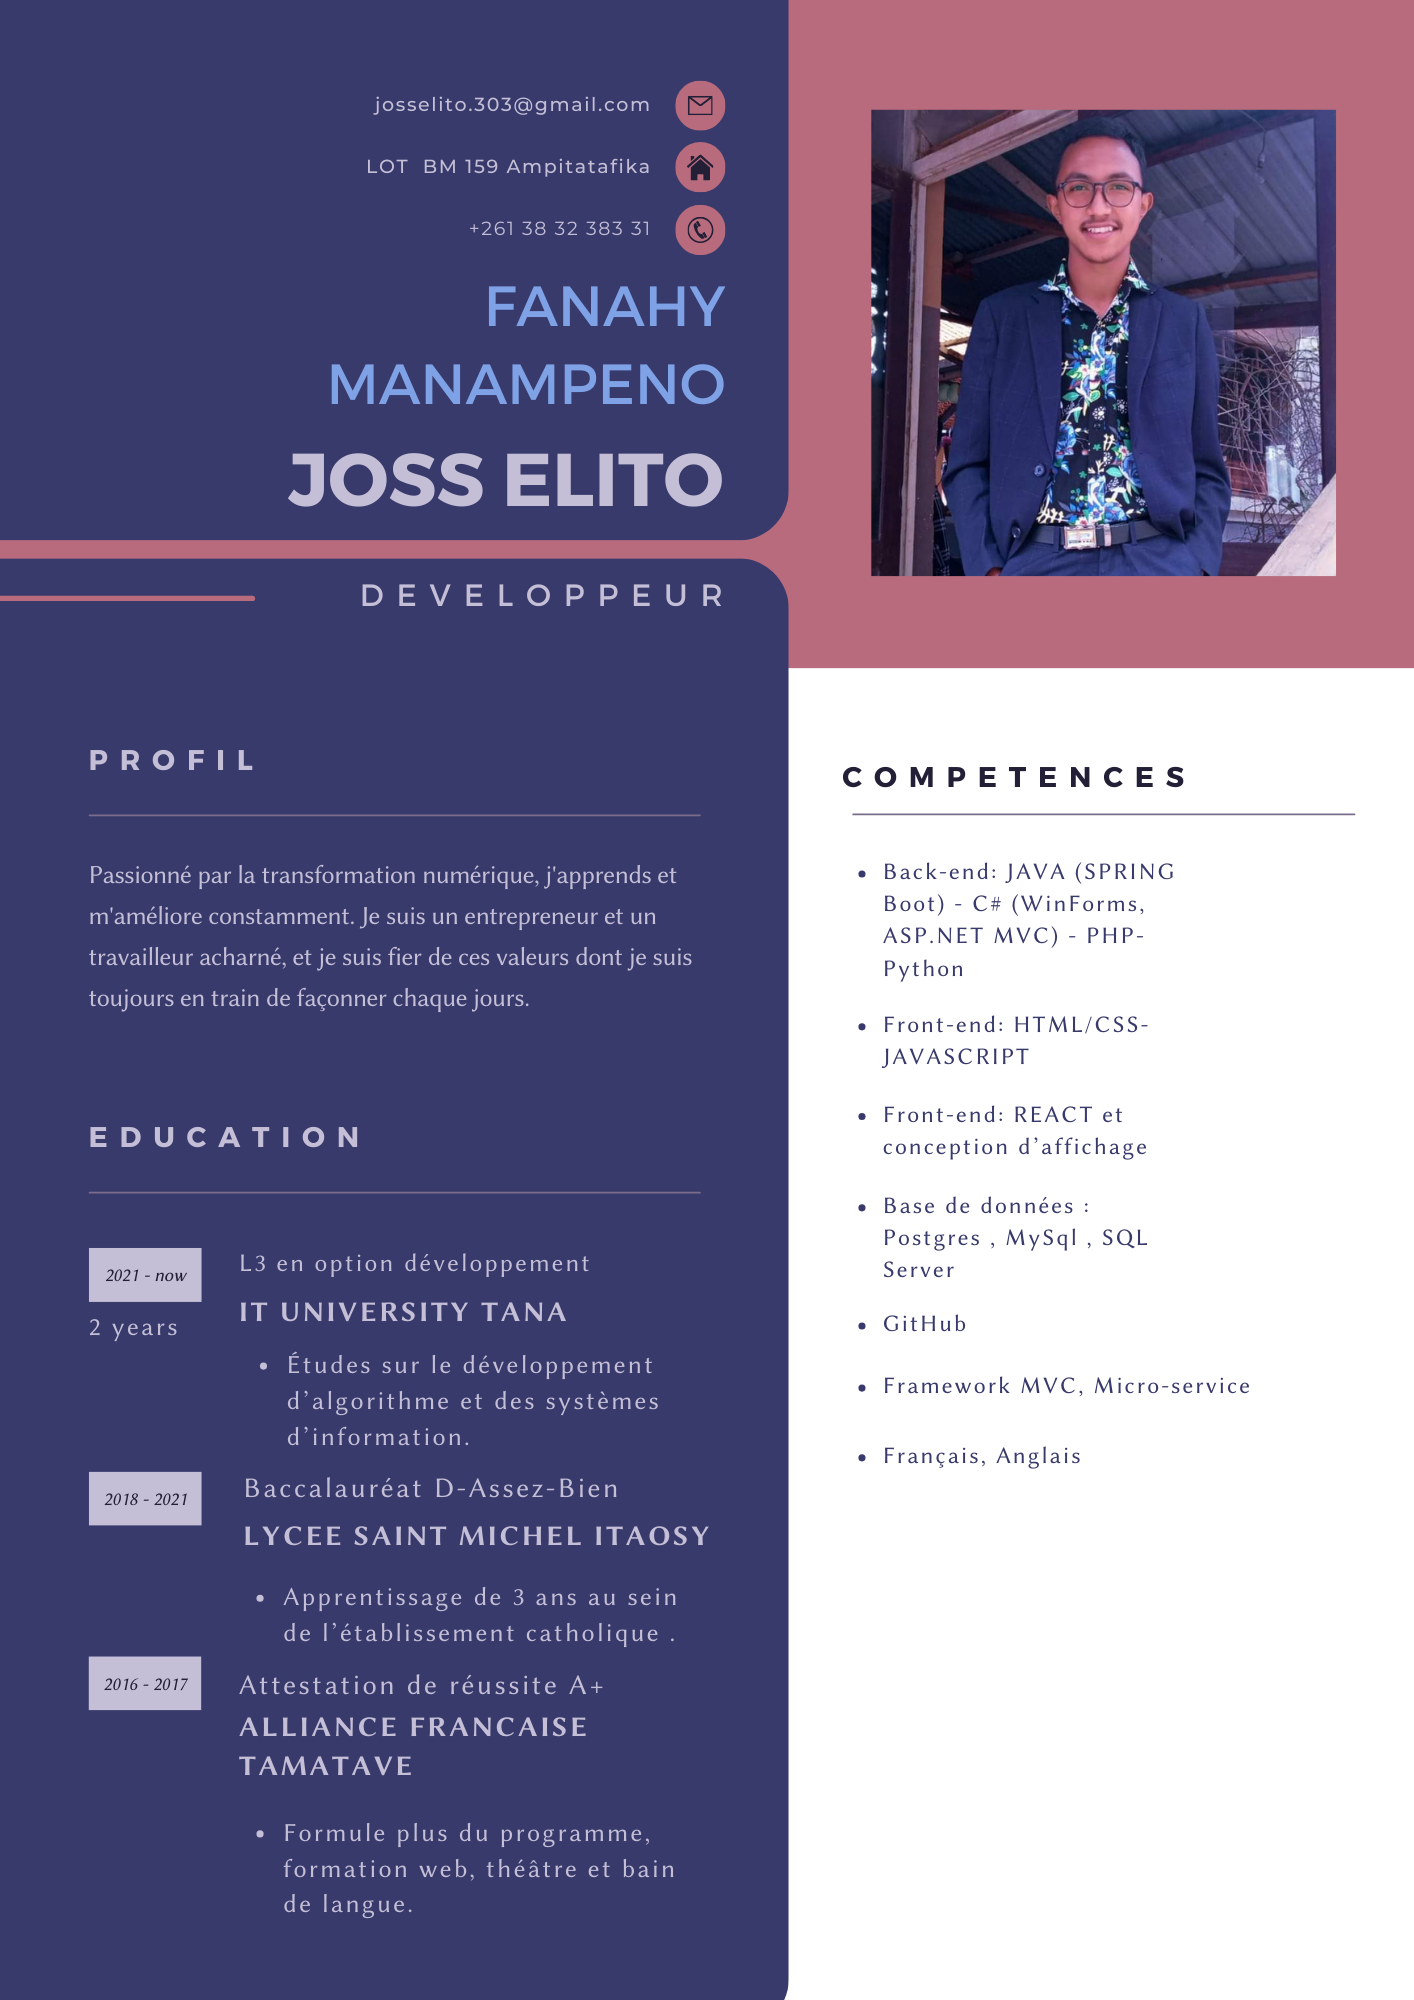 josselito.303@gmail.com
LOT BM 159 Ampitatafika
+261 38 32 383 31
FANAHY
MANAMPENO
JOSS ELITO
DEVELOPPEUR
PROFIL
Passionné par la transformation numérique, j'apprends et
m'améliore constamment. Je suis un entrepreneur et un
travailleur acharné, et je suis fier de ces valeurs dont je suis
toujours en train de façonner chaque jours.
EDUCATION
2021 - now
2 years
L3 en option développement
IT UNIVERSITY TANA
• Études sur le développement
d’algorithme et des systèmes
d’information.
2018 - 2021
Baccalauréat D-Assez-Bien
LYCEE SAINT MICHEL ITAOSY
• Apprentissage de 3 ans au sein
de l’établissement catholique .
2016 - 2017
Attestation de réussite A+
ALLIANCE FRANCAISE
TAMATAVE
• Formule plus du programme,
formation web, théâtre et bain
de langue.
COMPETENCES
• Back-end: JAVA (SPRING
Boot) - C# (WinForms,
ASP.NET MVC) - PHP-
Python
• Front-end: HTML/CSS-
JAVASCRIPT
• Front-end: REACT et
conception d’affichage
• Base de données :
Postgres , MySql , SQL
Server
• GitHub
• Framework MVC, Micro-service
• Français, Anglais